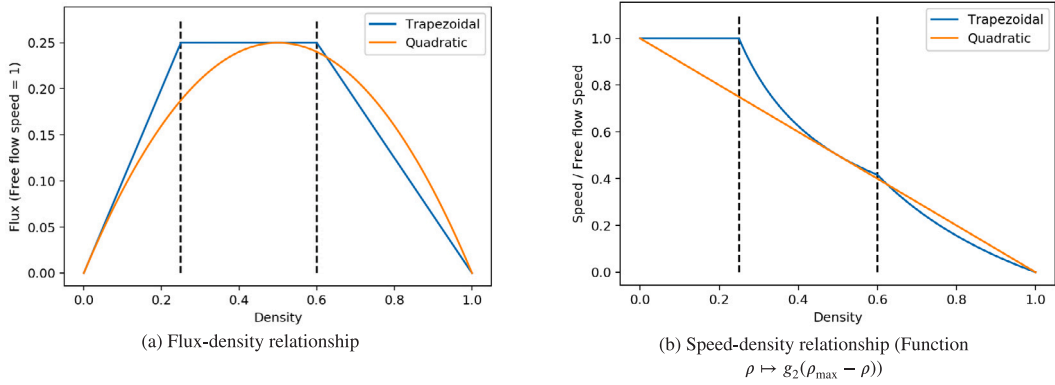 Trapezoidal
Quadratic
0.25
0.20
0.15
0.10
0.05
0.00
Flux (Free flow speed = 1)
0.0 0.2 0.4 0.6 0.8 1.0
Density
(a) Flux-density relationship
Trapezoidal
Quadratic
1.0
0.8
0.6
0.4
0.2
0.0
Speed / Free flow Speed
0.0 0.2 0.4 0.6 0.8 1.0
Density
(b) Speed-density relationship (Function
ρ ↦ g₂(ρmax − ρ))